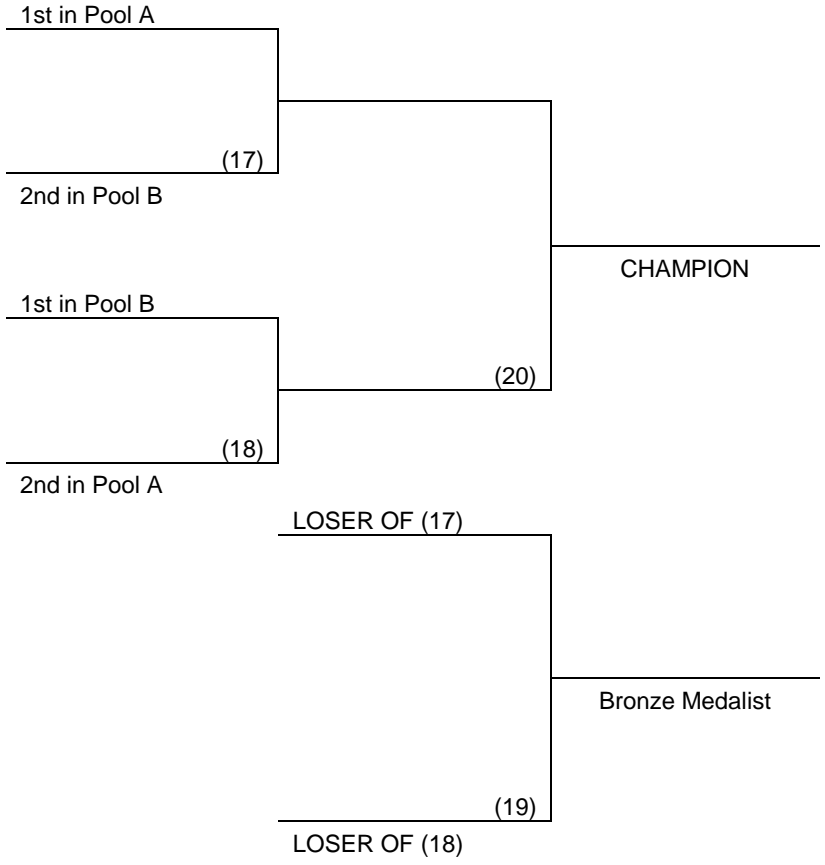 1st in Pool A
(17)
2nd in Pool B
CHAMPION
1st in Pool B
(20)
(18)
2nd in Pool A
LOSER OF (17)
Bronze Medalist
(19)
LOSER OF (18)